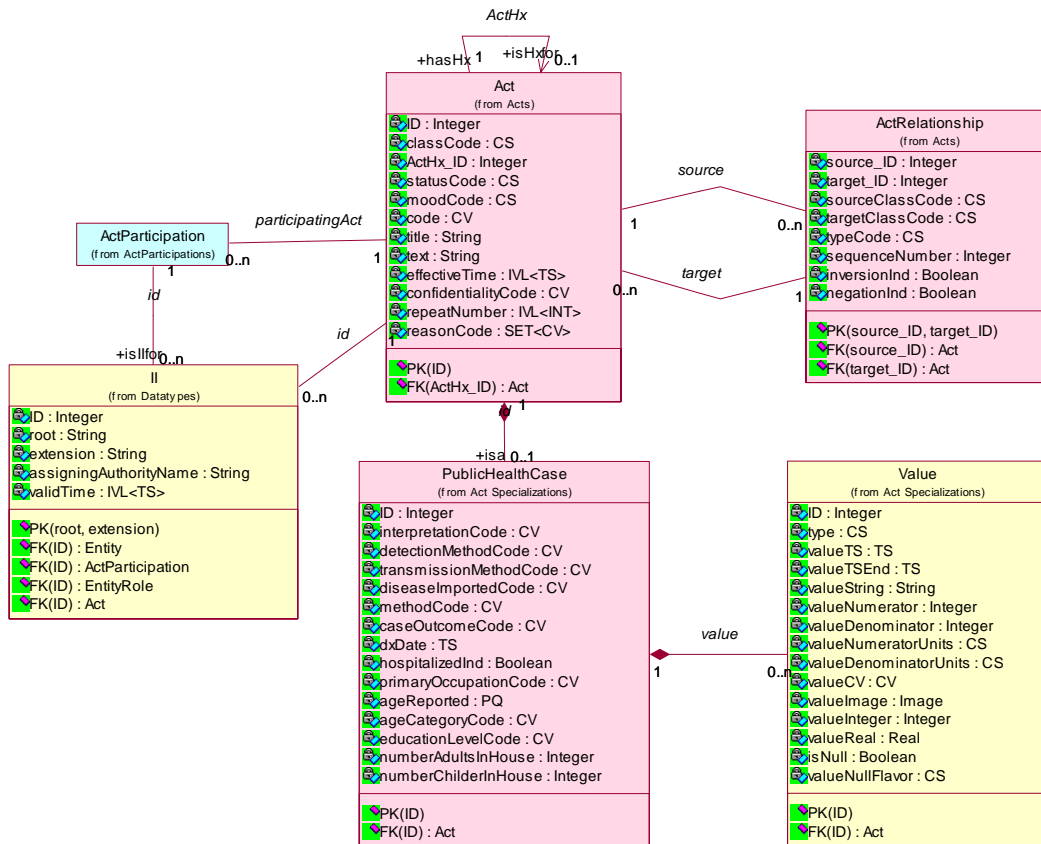 ActHx
+hasHx
1
+isHxfor
0..1
Act
(from Acts)
ID : Integer
classCode : CS
ActHx_ID : Integer
statusCode : CS
moodCode : CS
code : CV
title : String
text : String
effectiveTime : IVL<TS>
confidentialityCode : CV
repeatNumber : IVL<INT>
reasonCode : SET<CV>
PK(ID)
FK(ActHx_ID) : Act
ActRelationship
(from Acts)
source_ID : Integer
target_ID : Integer
sourceClassCode : CS
targetClassCode : CS
typeCode : CS
sequenceNumber : Integer
inversionInd : Boolean
negationInd : Boolean
PK(source_ID, target_ID)
FK(source_ID) : Act
FK(target_ID) : Act
source
1
0..n
target
0..n
1
ActParticipation
(from ActParticipations)
participatingAct
0..n
1
1
id
+isIIfor
0..n
id
1
0..n
II
(from Datatypes)
ID : Integer
root : String
extension : String
assigningAuthorityName : String
validTime : IVL<TS>
PK(root, extension)
FK(ID) : Entity
FK(ID) : ActParticipation
FK(ID) : EntityRole
FK(ID) : Act
id
1
+isa
0..1
PublicHealthCase
(from Act Specializations)
ID : Integer
interpretationCode : CV
detectionMethodCode : CV
transmissionMethodCode : CV
diseaseImportedCode : CV
methodCode : CV
caseOutcomeCode : CV
dxDate : TS
hospitalizedInd : Boolean
primaryOccupationCode : CV
ageReported : PQ
ageCategoryCode : CV
educationLevelCode : CV
numberAdultsInHouse : Integer
numberChilderInHouse : Integer
PK(ID)
FK(ID) : Act
value
1
0..n
Value
(from Act Specializations)
ID : Integer
type : CS
valueTS : TS
valueTSEnd : TS
valueString : String
valueNumerator : Integer
valueDenominator : Integer
valueNumeratorUnits : CS
valueDenominatorUnits : CS
valueCV : CV
valueImage : Image
valueInteger : Integer
valueReal : Real
isNull : Boolean
valueNullFlavor : CS
PK(ID)
FK(ID) : Act